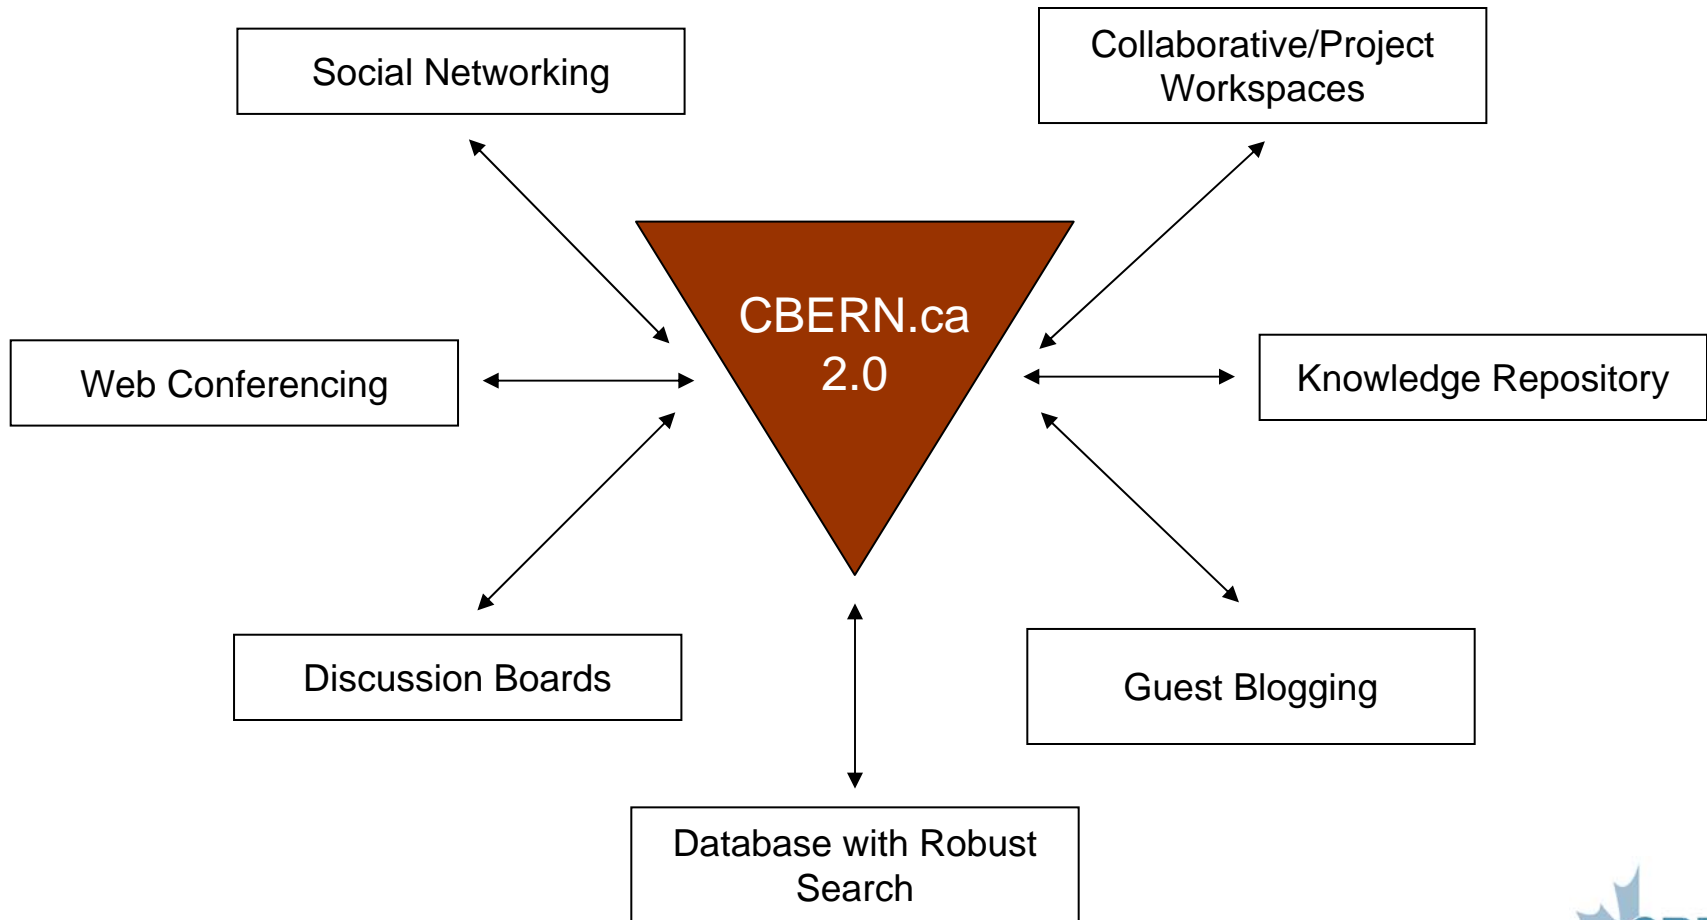 Social Networking
Collaborative/Project
Workspaces
CBERN.ca
2.0
Web Conferencing
Knowledge Repository
Discussion Boards
Guest Blogging
Database with Robust
Search